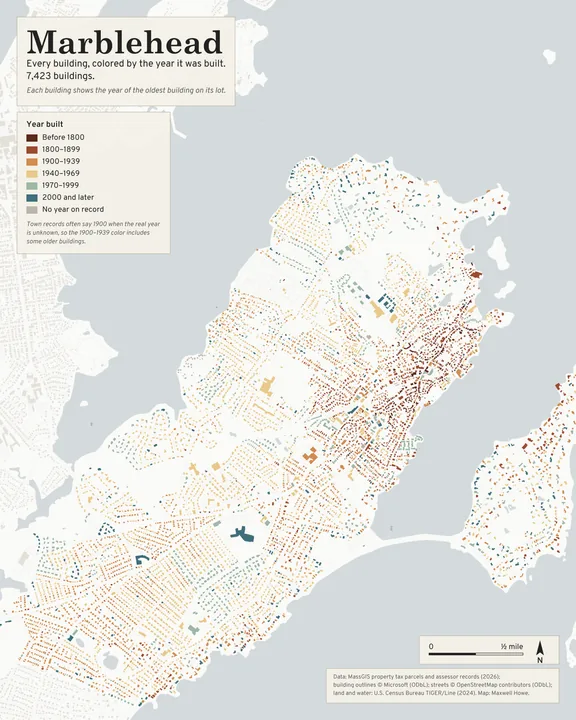 Marblehead
Every building, colored by the year it was built.
7,423 buildings.
Each building shows the year of the oldest building on its lot.
Year built
Before 1800
1800–1899
1900–1939
1940–1969
1970–1999
2000 and later
No year on record
Town records often say 1900 when the real year
is unknown, so the 1900–1939 color includes
some older buildings.
0 ½ mile
N
Data: MassGIS property tax parcels and assessor records (2026);
building outlines © Microsoft (ODbL); streets © OpenStreetMap contributors (ODbL);
land and water: U.S. Census Bureau TIGER/Line (2024). Map: Maxwell Howe.